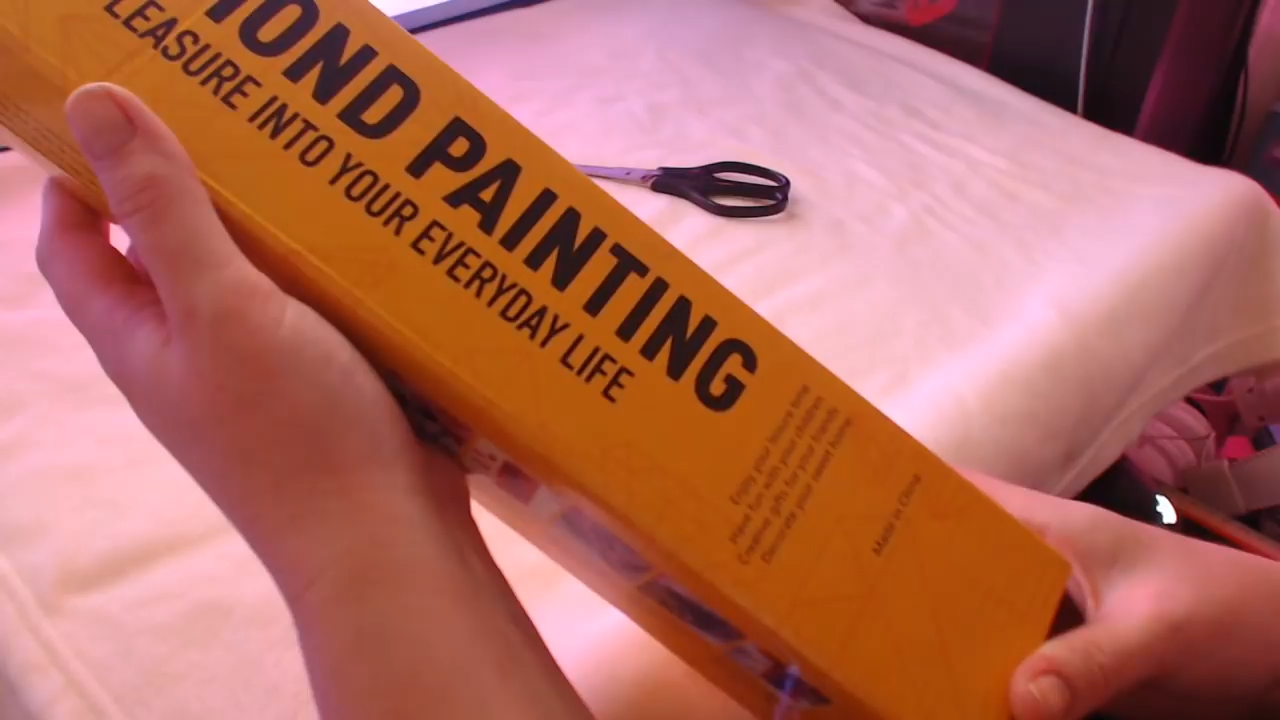 IOND PAINTING
LEASURE INTO YOUR EVERYDAY LIFE
Enjoy your leisure time
Have fun with your children
Creative gifts for your friends
Decorate your sweet home
Made in China